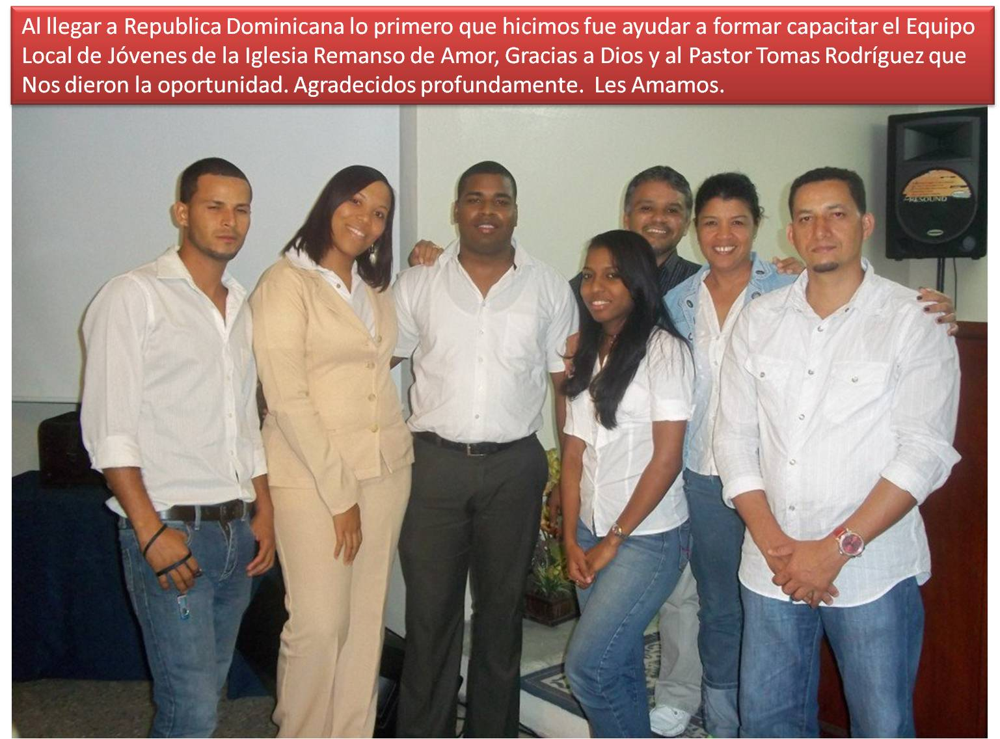 Al llegar a Republica Dominicana lo primero que hicimos fue ayudar a formar capacitar el Equipo
Local de Jóvenes de la Iglesia Remanso de Amor, Gracias a Dios y al Pastor Tomas Rodríguez que
Nos dieron la oportunidad. Agradecidos profundamente.  Les Amamos.
RESOUND